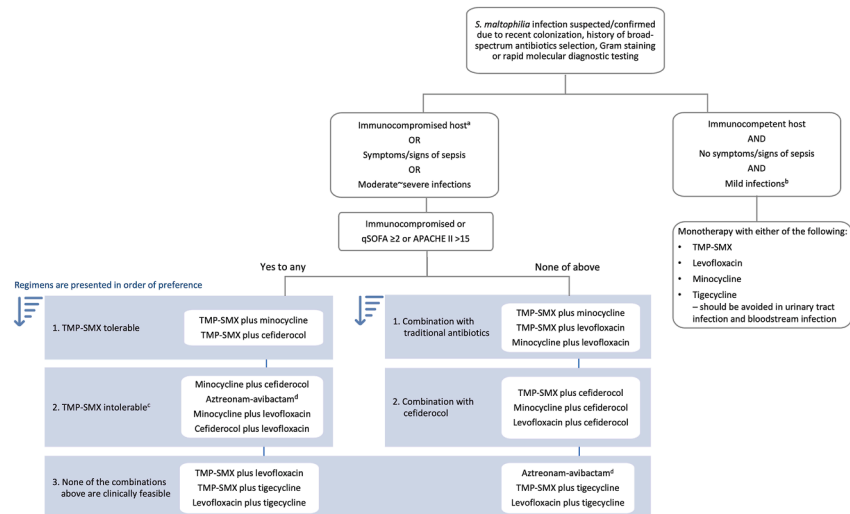 S. maltophilia infection suspected/confirmed
due to recent colonization, history of broad-
spectrum antibiotics selection, Gram staining
or rapid molecular diagnostic testing
Immunocompromised hostᵃ
OR
Symptoms/signs of sepsis
OR
Moderate~severe infections
Immunocompetent host
AND
No symptoms/signs of sepsis
AND
Mild infectionsᵇ
Immunocompromised or
qSOFA ≥2 or APACHE II >15
Monotherapy with either of the following:
• TMP-SMX
• Levofloxacin
• Minocycline
• Tigecycline
– should be avoided in urinary tract
infection and bloodstream infection
Yes to any
None of above
Regimens are presented in order of preference
1. TMP-SMX tolerable
TMP-SMX plus minocycline
TMP-SMX plus cefiderocol
1. Combination with
traditional antibiotics
TMP-SMX plus minocycline
TMP-SMX plus levofloxacin
Minocycline plus levofloxacin
2. TMP-SMX intolerableᶜ
Minocycline plus cefiderocol
Aztreonam-avibactamᵈ
Minocycline plus levofloxacin
Cefiderocol plus levofloxacin
2. Combination with
cefiderocol
TMP-SMX plus cefiderocol
Minocycline plus cefiderocol
Levofloxacin plus cefiderocol
3. None of the combinations
above are clinically feasible
TMP-SMX plus levofloxacin
TMP-SMX plus tigecycline
Levofloxacin plus tigecycline
Aztreonam-avibactamᵈ
TMP-SMX plus tigecycline
Levofloxacin plus tigecycline